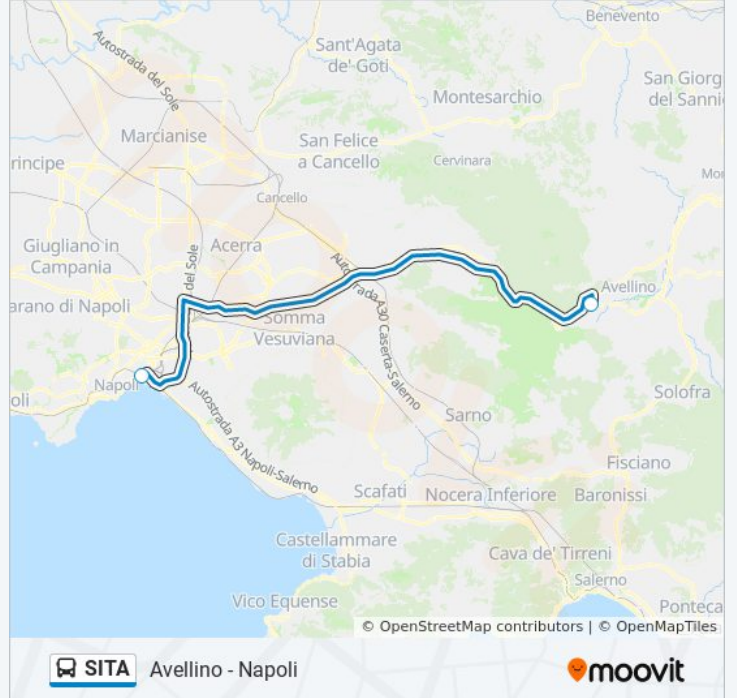 Benevento
Autostrada del Sole
Sant'Agata
de' Goti
San Giorg
del Sanni
Montesarchio
Marcianise
San Felice
a Cancello
rincipe
Cervinara
Mon
Cancello
Giugliano in
Campania
del Sole
Acerra
Autostrada A30 Caserta-Salerno
Avellino
arano di Napoli
Somma
Vesuviana
Napoli
oli
Autostrada A3 Napoli-Salerno
Solofra
Sarno
Fisciano
Scafati
Nocera Inferiore
Baronissi
Castellammare
di Stabia
Cava de' Tirreni
Salerno
Vico Equense
Ponteca
© OpenStreetMap contributors | © OpenMapTiles
SITA Avellino - Napoli
moovit